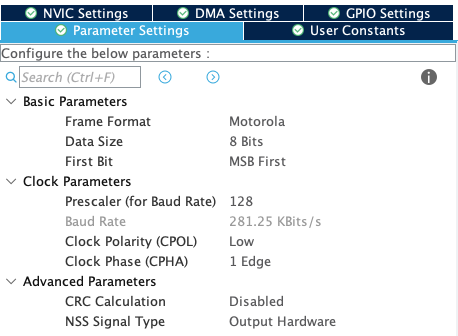 NVIC Settings DMA Settings GPIO Settings
Parameter Settings User Constants
Configure the below parameters :
Search (Ctrl+F)
Basic Parameters
Frame Format Motorola
Data Size 8 Bits
First Bit MSB First
Clock Parameters
Prescaler (for Baud Rate) 128
Baud Rate 281.25 KBits/s
Clock Polarity (CPOL) Low
Clock Phase (CPHA) 1 Edge
Advanced Parameters
CRC Calculation Disabled
NSS Signal Type Output Hardware